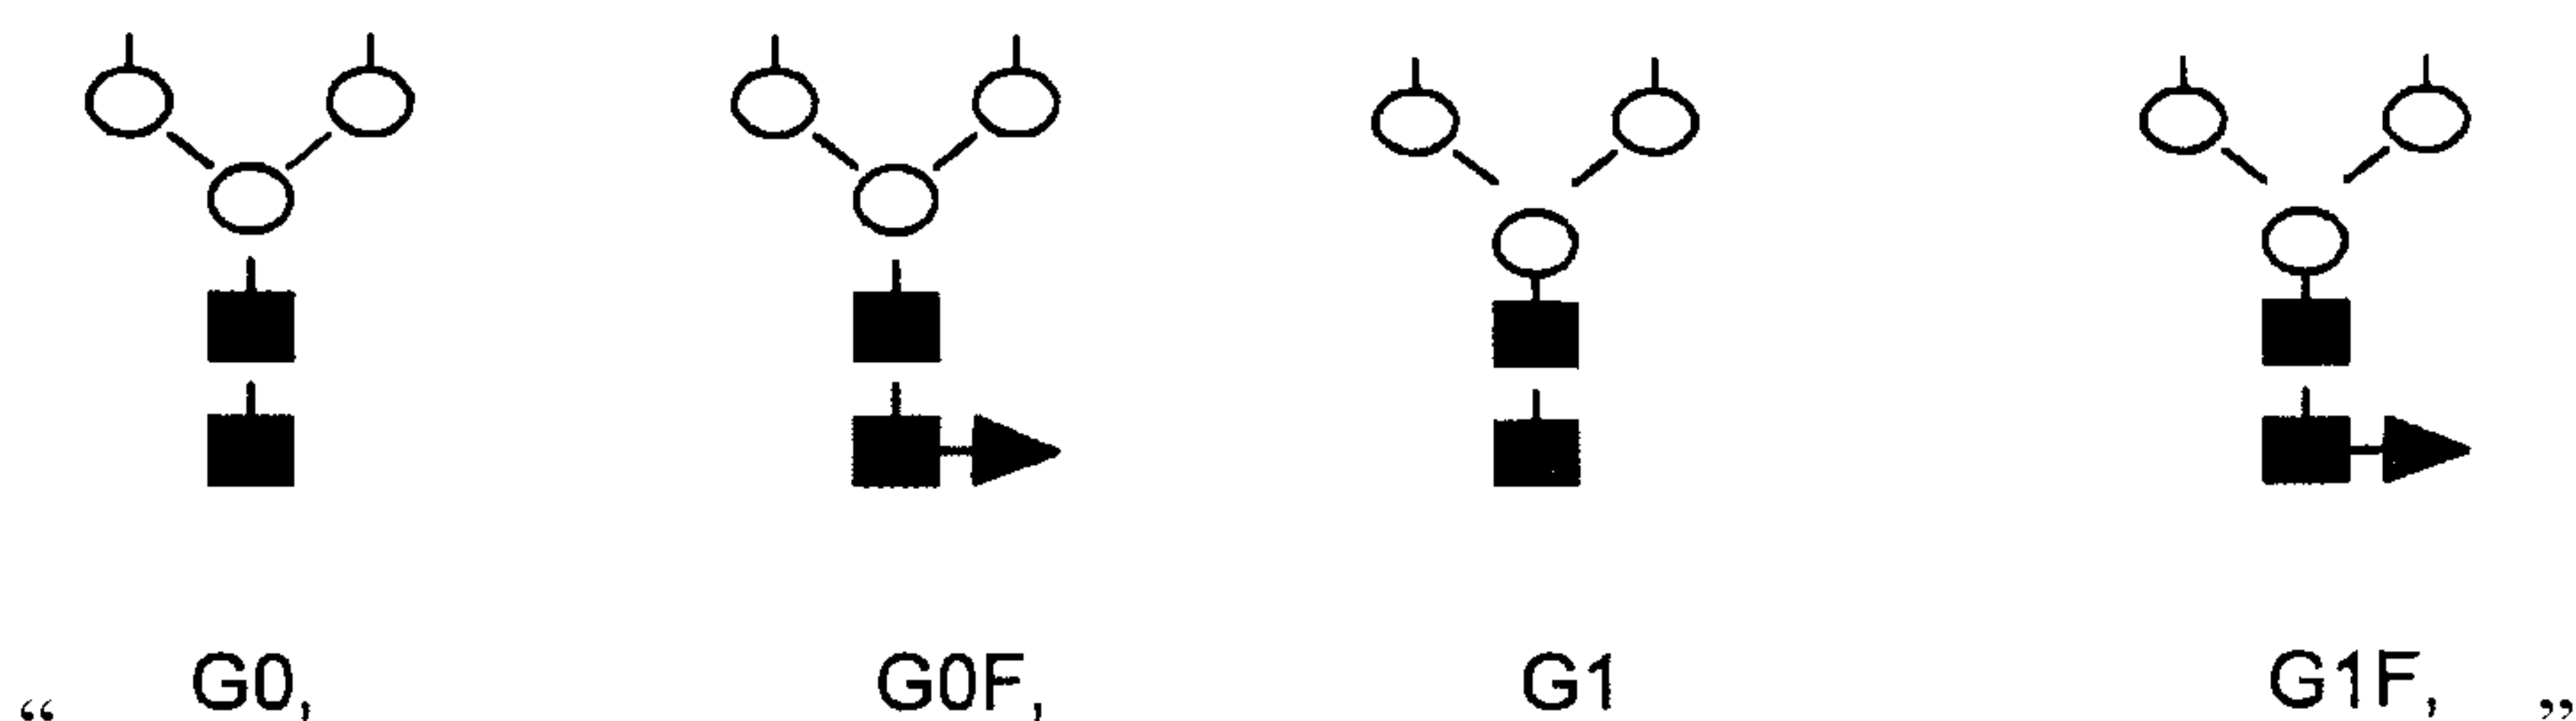 “ G0, G0F, G1 G1F, ”